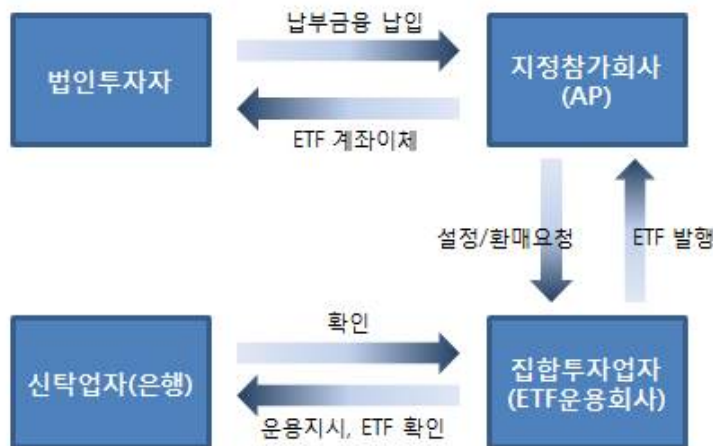 납부금융 납입
법인투자자
지정참가회사
(AP)
ETF 계좌이체
설정/환매요청
ETF 발행
확인
신탁업자(은행)
집합투자업자
(ETF운용회사)
운용지시, ETF 확인